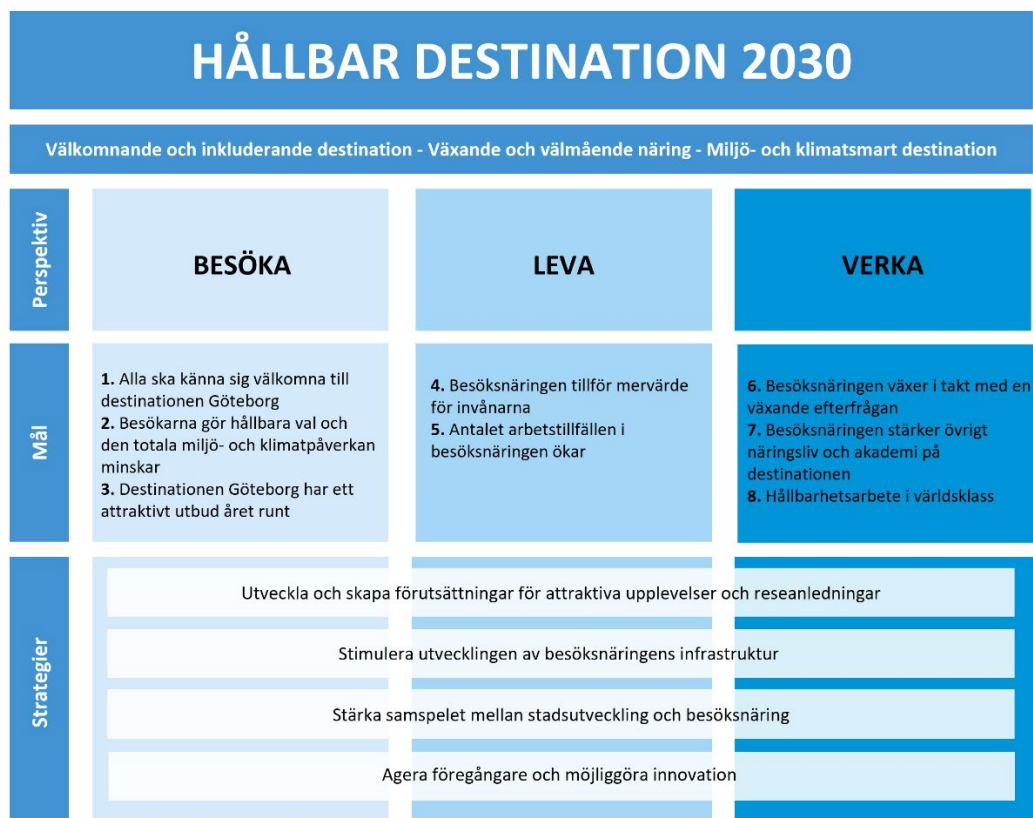 HÅLLBAR DESTINATION 2030
Välkomnande och inkluderande destination - Växande och välmående näring - Miljö- och klimatsmart destination
Perspektiv
BESÖKA
LEVA
VERKA
Mål
1. Alla ska känna sig välkomna till
destinationen Göteborg
2. Besökarna gör hållbara val och
den totala miljö- och klimatpåverkan
minskar
3. Destinationen Göteborg har ett
attraktivt utbud året runt
4. Besöksnäringen tillför mervärde
för invånarna
5. Antalet arbetstillfällen i
besöksnäringen ökar
6. Besöksnäringen växer i takt med en
växande efterfrågan
7. Besöksnäringen stärker övrigt
näringsliv och akademi på
destinationen
8. Hållbarhetsarbete i världsklass
Strategier
Utveckla och skapa förutsättningar för attraktiva upplevelser och reseanledningar
Stimulera utvecklingen av besöksnäringens infrastruktur
Stärka samspelet mellan stadsutveckling och besöksnäring
Agera föregångare och möjliggöra innovation